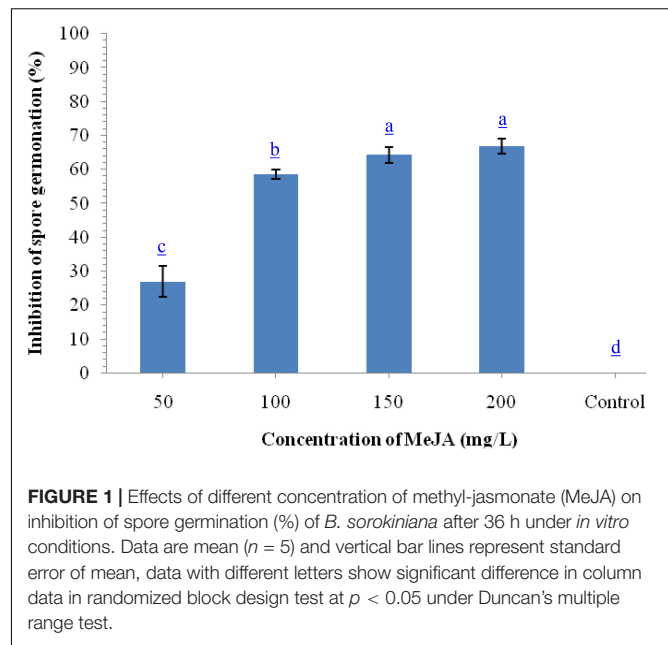 100
90
80
70
60
50
40
30
20
10
0
Inhibition of spore germonation (%)
c
b
a
a
d
50 100 150 200 Control
Concentration of MeJA (mg/L)
FIGURE 1 | Effects of different concentration of methyl-jasmonate (MeJA) on
inhibition of spore germination (%) of B. sorokiniana after 36 h under in vitro
conditions. Data are mean (n = 5) and vertical bar lines represent standard
error of mean, data with different letters show significant difference in column
data in randomized block design test at p < 0.05 under Duncan's multiple
range test.